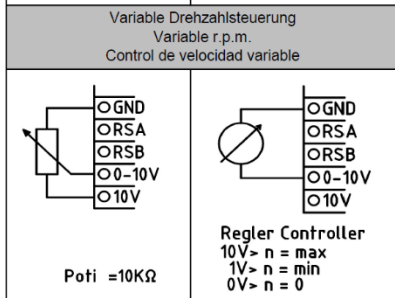 Variable Drehzahlsteuerung
Variable r.p.m.
Control de velocidad variable
GND
RSA
RSB
0-10V
10V
Poti =10KΩ
GND
RSA
RSB
0-10V
10V
Regler Controller
10V> n = max
1V> n = min
0V> n = 0